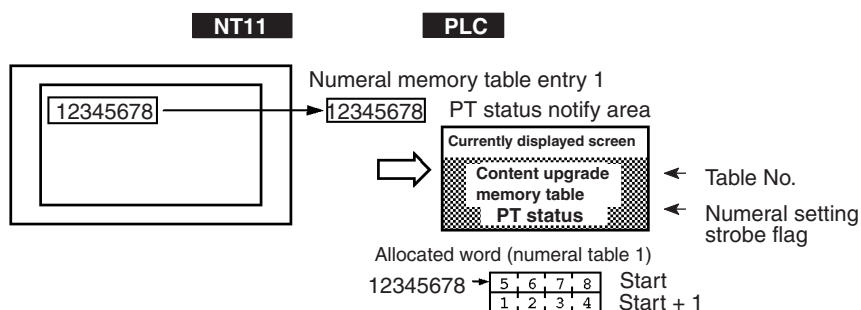 NT11 PLC
Numeral memory table entry 1
12345678 12345678 PT status notify area
Currently displayed screen
Content upgrade
memory table
PT status
Table No.
Numeral setting
strobe flag
Allocated word (numeral table 1)
12345678 5 6 7 8 Start
1 2 3 4 Start + 1